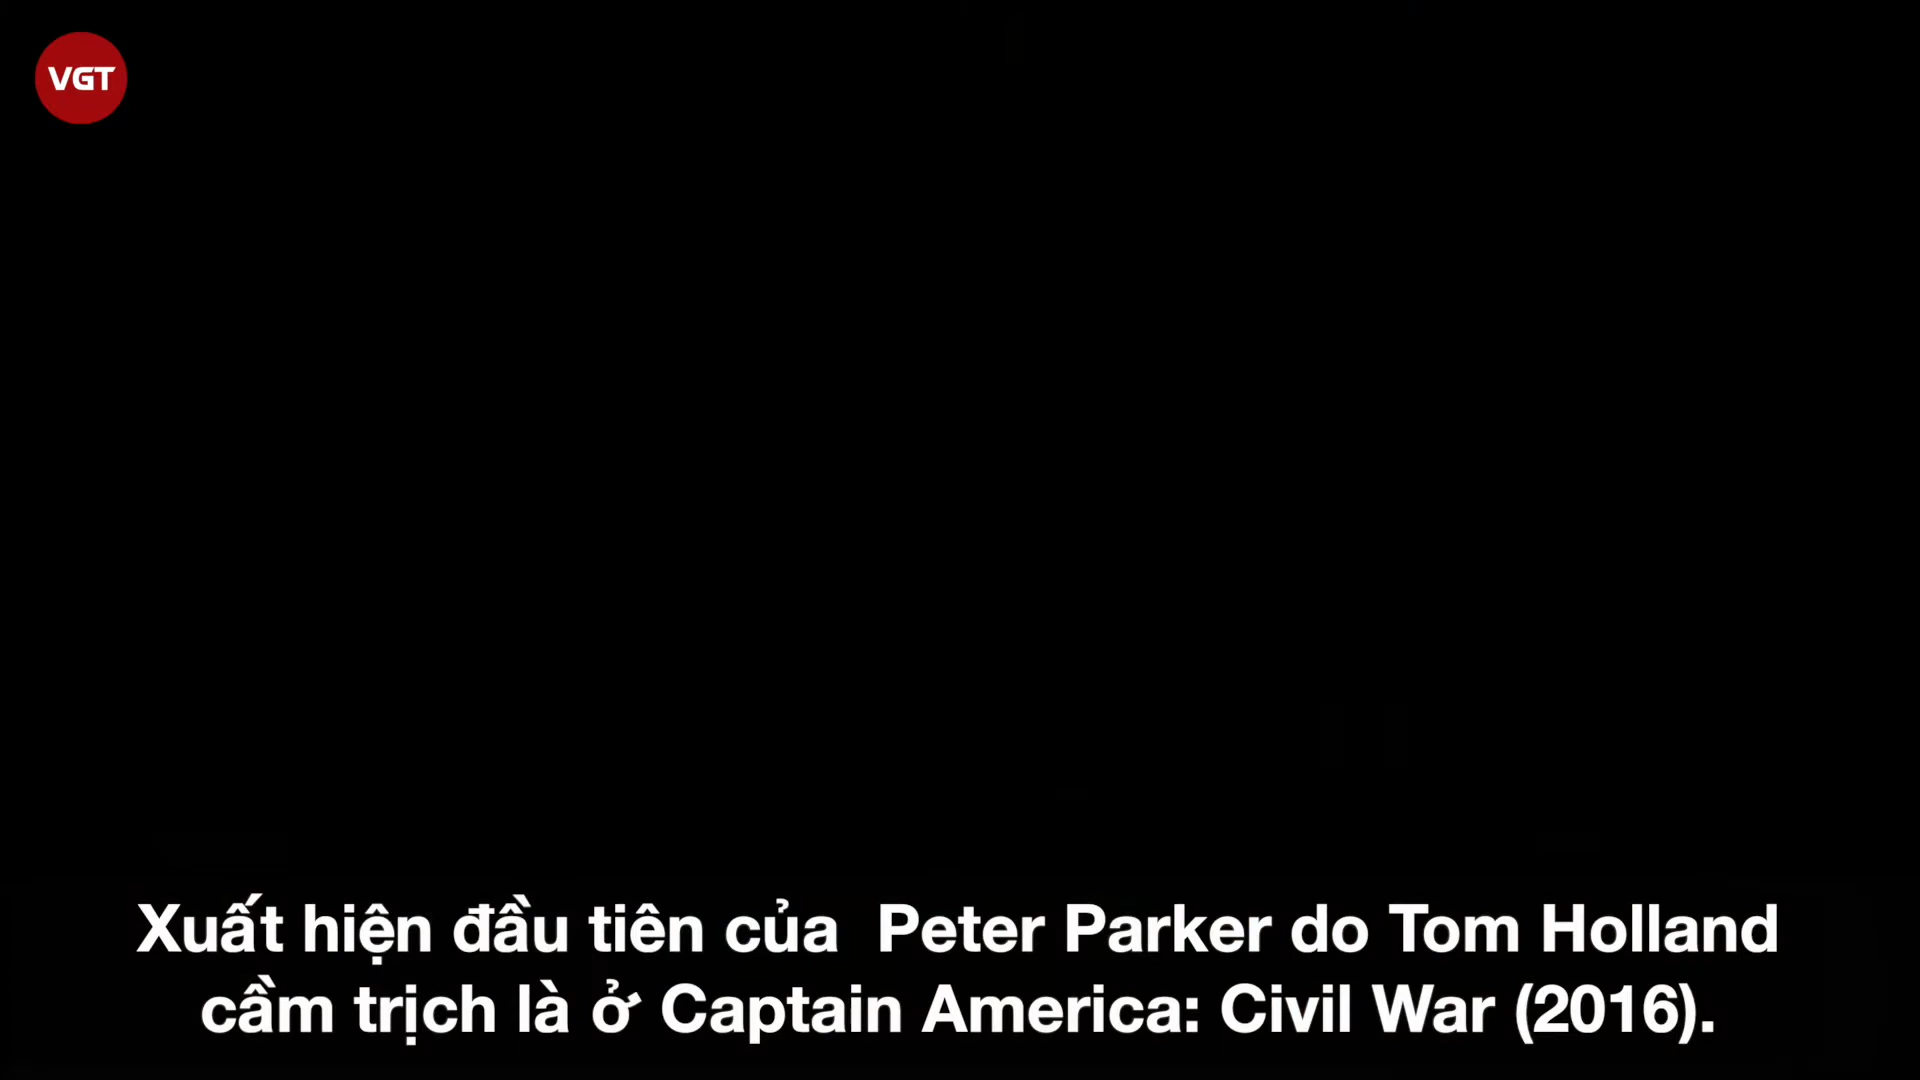 VGT
Xuất hiện đầu tiên của  Peter Parker do Tom Holland
cầm trịch là ở Captain America: Civil War (2016).